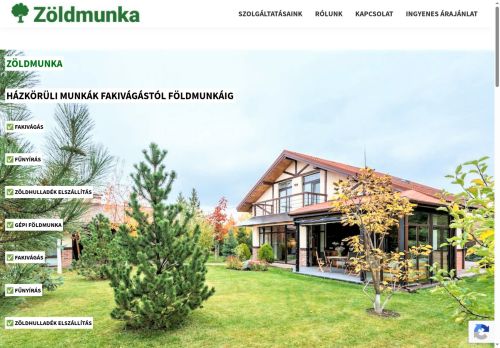 Zöldmunka
SZOLGÁLTATÁSAINK RÓLUNK KAPCSOLAT INGYENES ÁRAJÁNLAT
ZÖLDMUNKA
HÁZKÖRÜLI MUNKÁK FAKIVÁGÁSTÓL FÖLDMUNKÁIG
✅ FAKIVÁGÁS
✅ FŰNYÍRÁS
✅ ZÖLDHULLADÉK ELSZÁLLÍTÁS
✅ GÉPI FÖLDMUNKA
✅ FAKIVÁGÁS
✅ FŰNYÍRÁS
✅ ZÖLDHULLADÉK ELSZÁLLÍTÁS